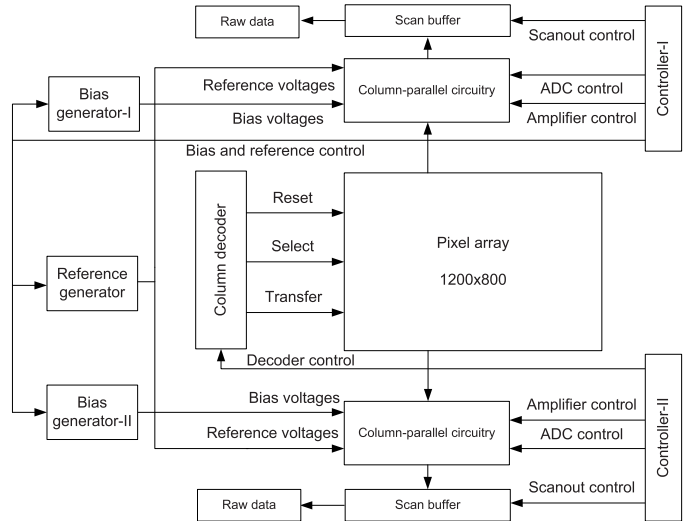 Raw data
Scan buffer
Scanout control
Controller-I
Bias
generator-I
Reference voltages
Column-parallel circuitry
ADC control
Bias voltages
Amplifier control
Bias and reference control
Column decoder
Reset
Select
Transfer
Pixel array
1200x800
Reference
generator
Decoder control
Bias
generator-II
Bias voltages
Reference voltages
Column-parallel circuitry
Amplifier control
ADC control
Controller-II
Raw data
Scan buffer
Scanout control